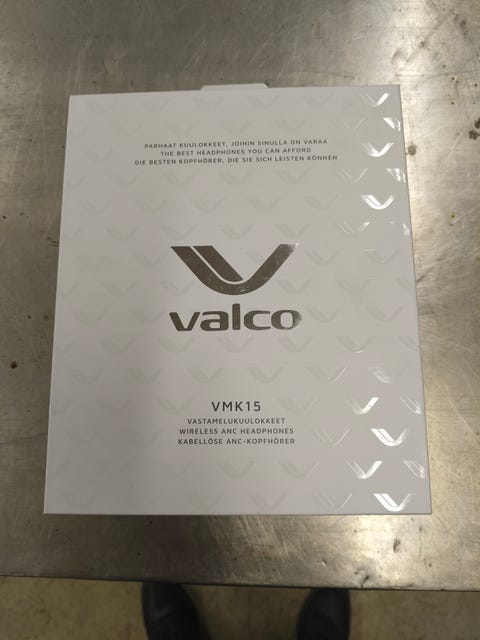 PARHAAT KUULOKKEET, JOIHIN SINULLA ON VARAA
THE BEST HEADPHONES YOU CAN AFFORD
DIE BESTEN KOPFHÖRER, DIE SIE SICH LEISTEN KÖNNEN
valco
VMK15
VASTAMELUKUULOKKEET
WIRELESS ANC HEADPHONES
KABELLÖSE ANC-KOPFHÖRER